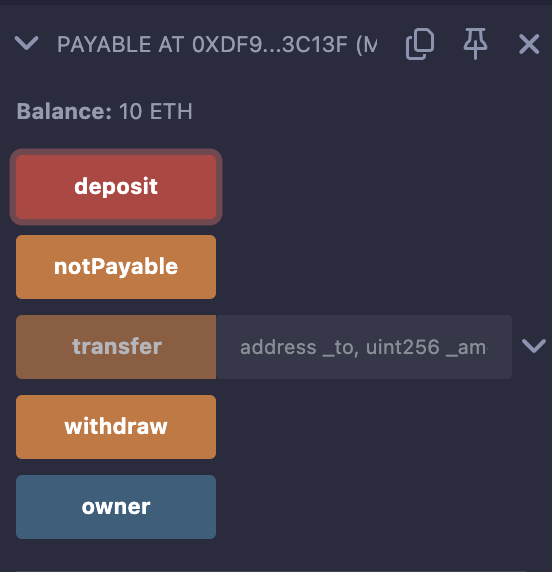 PAYABLE AT 0XDF9...3C13F (M
Balance: 10 ETH
deposit
notPayable
transfer address _to, uint256 _am
withdraw
owner